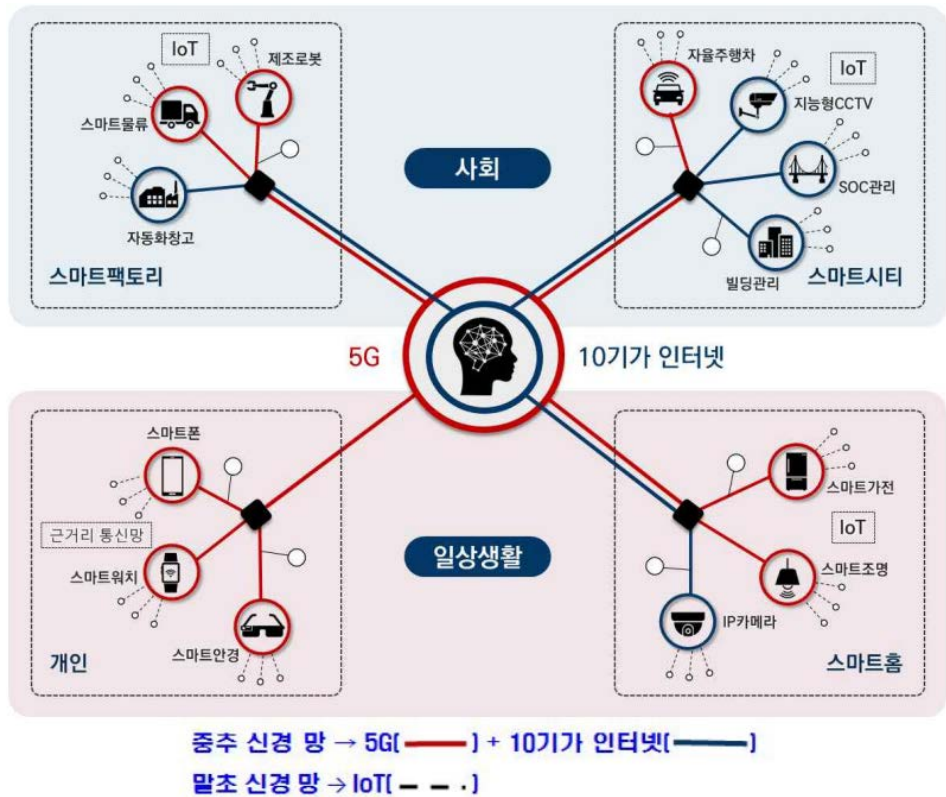 IoT
제조로봇
스마트물류
자동화창고
스마트팩토리
사회
자율주행차
IoT
지능형CCTV
SOC관리
빌딩관리
스마트시티
5G
10기가 인터넷
스마트폰
근거리 통신망
스마트워치
스마트안경
개인
일상생활
스마트가전
IoT
스마트조명
IP카메라
스마트홈
중추 신경 망 → 5G( ) + 10기가 인터넷( )
말초 신경 망 → IoT( )